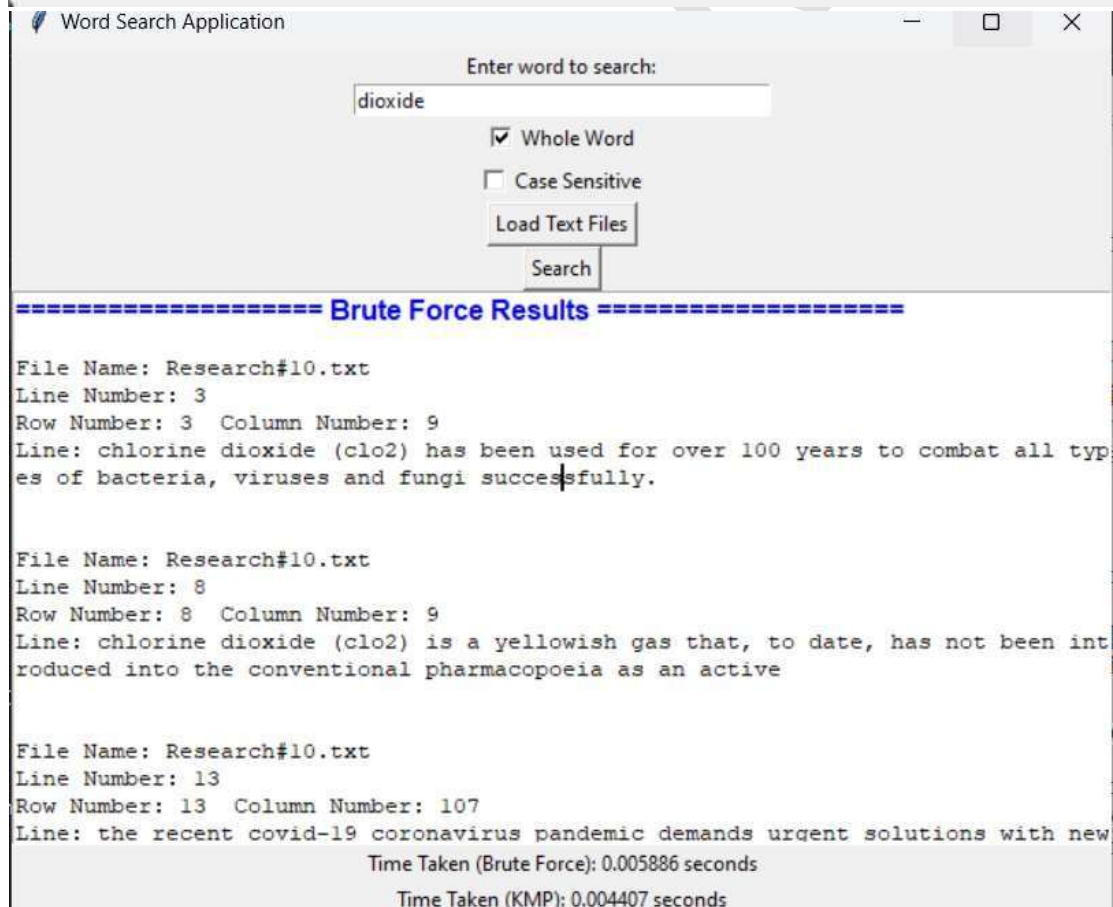 Word Search Application
Enter word to search:
dioxide
Whole Word
Case Sensitive
Load Text Files
Search
==================== Brute Force Results ====================
File Name: Research#10.txt
Line Number: 3
Row Number: 3  Column Number: 9
Line: chlorine dioxide (clo2) has been used for over 100 years to combat all typ
es of bacteria, viruses and fungi successfully.
File Name: Research#10.txt
Line Number: 8
Row Number: 8  Column Number: 9
Line: chlorine dioxide (clo2) is a yellowish gas that, to date, has not been int
roduced into the conventional pharmacopoeia as an active
File Name: Research#10.txt
Line Number: 13
Row Number: 13  Column Number: 107
Line: the recent covid-19 coronavirus pandemic demands urgent solutions with new
Time Taken (Brute Force): 0.005886 seconds
Time Taken (KMP): 0.004407 seconds